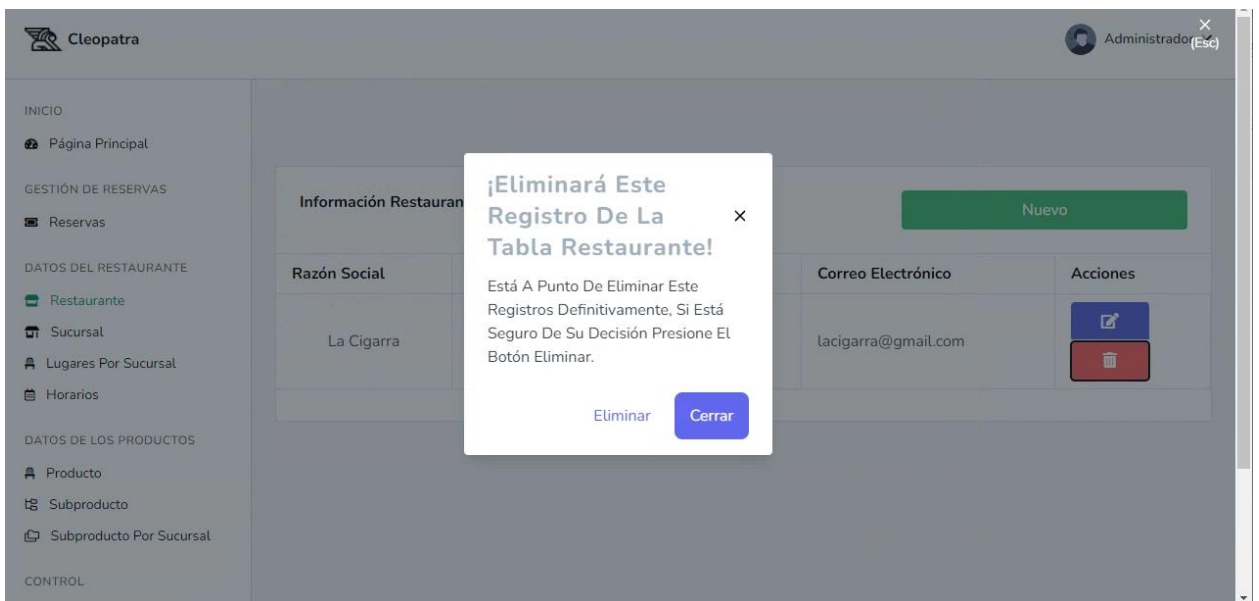 Cleopatra
Administrador
(Esc)
INICIO
Página Principal
GESTIÓN DE RESERVAS
Reservas
DATOS DEL RESTAURANTE
Restaurante
Sucursal
Lugares Por Sucursal
Horarios
DATOS DE LOS PRODUCTOS
Producto
Subproducto
Subproducto Por Sucursal
CONTROL
Información Restauran
Nuevo
Razón Social
Correo Electrónico
Acciones
La Cigarra
lacigarra@gmail.com
¡Eliminará Este
Registro De La
Tabla Restaurante!
Está A Punto De Eliminar Este
Registros Definitivamente, Si Está
Seguro De Su Decisión Presione El
Botón Eliminar.
Eliminar
Cerrar